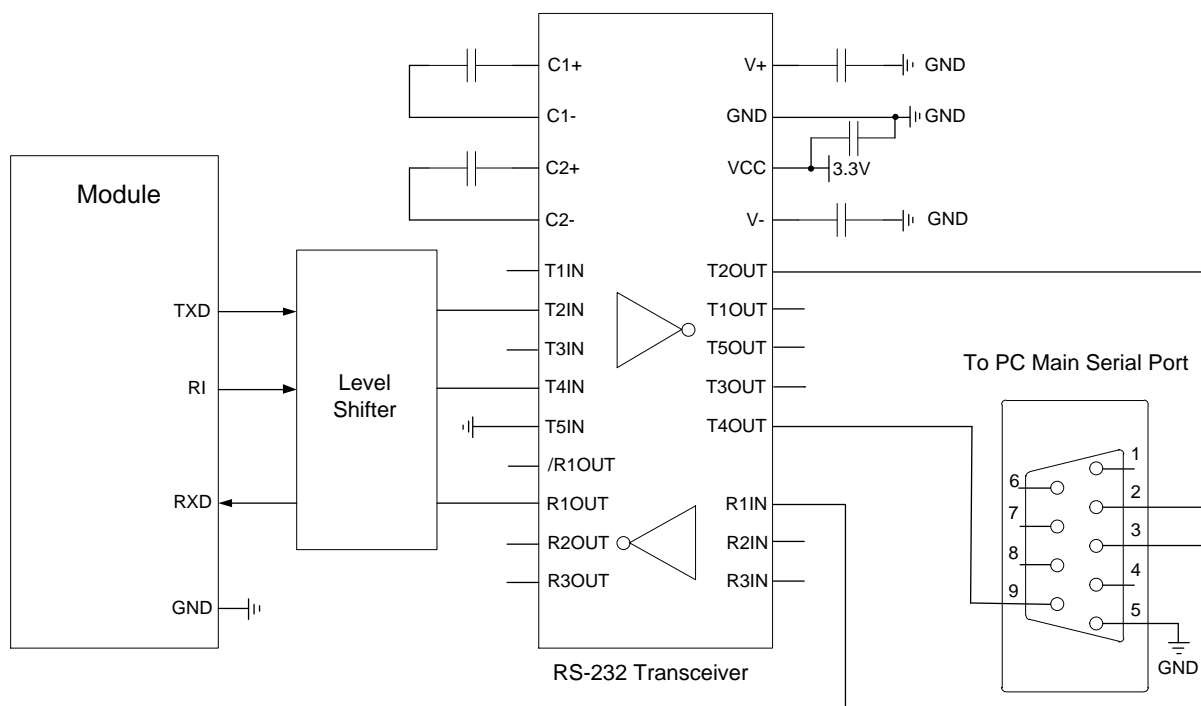 Module
TXD
RI
RXD
GND
Level
Shifter
C1+
C1-
C2+
C2-
T1IN
T2IN
T3IN
T4IN
T5IN
/R1OUT
R1OUT
R2OUT
R3OUT
V+
GND
VCC
V-
T2OUT
T1OUT
T5OUT
T3OUT
T4OUT
R1IN
R2IN
R3IN
GND
GND
3.3V
GND
RS-232 Transceiver
To PC Main Serial Port
1
6
2
7
3
8
4
9
5
GND